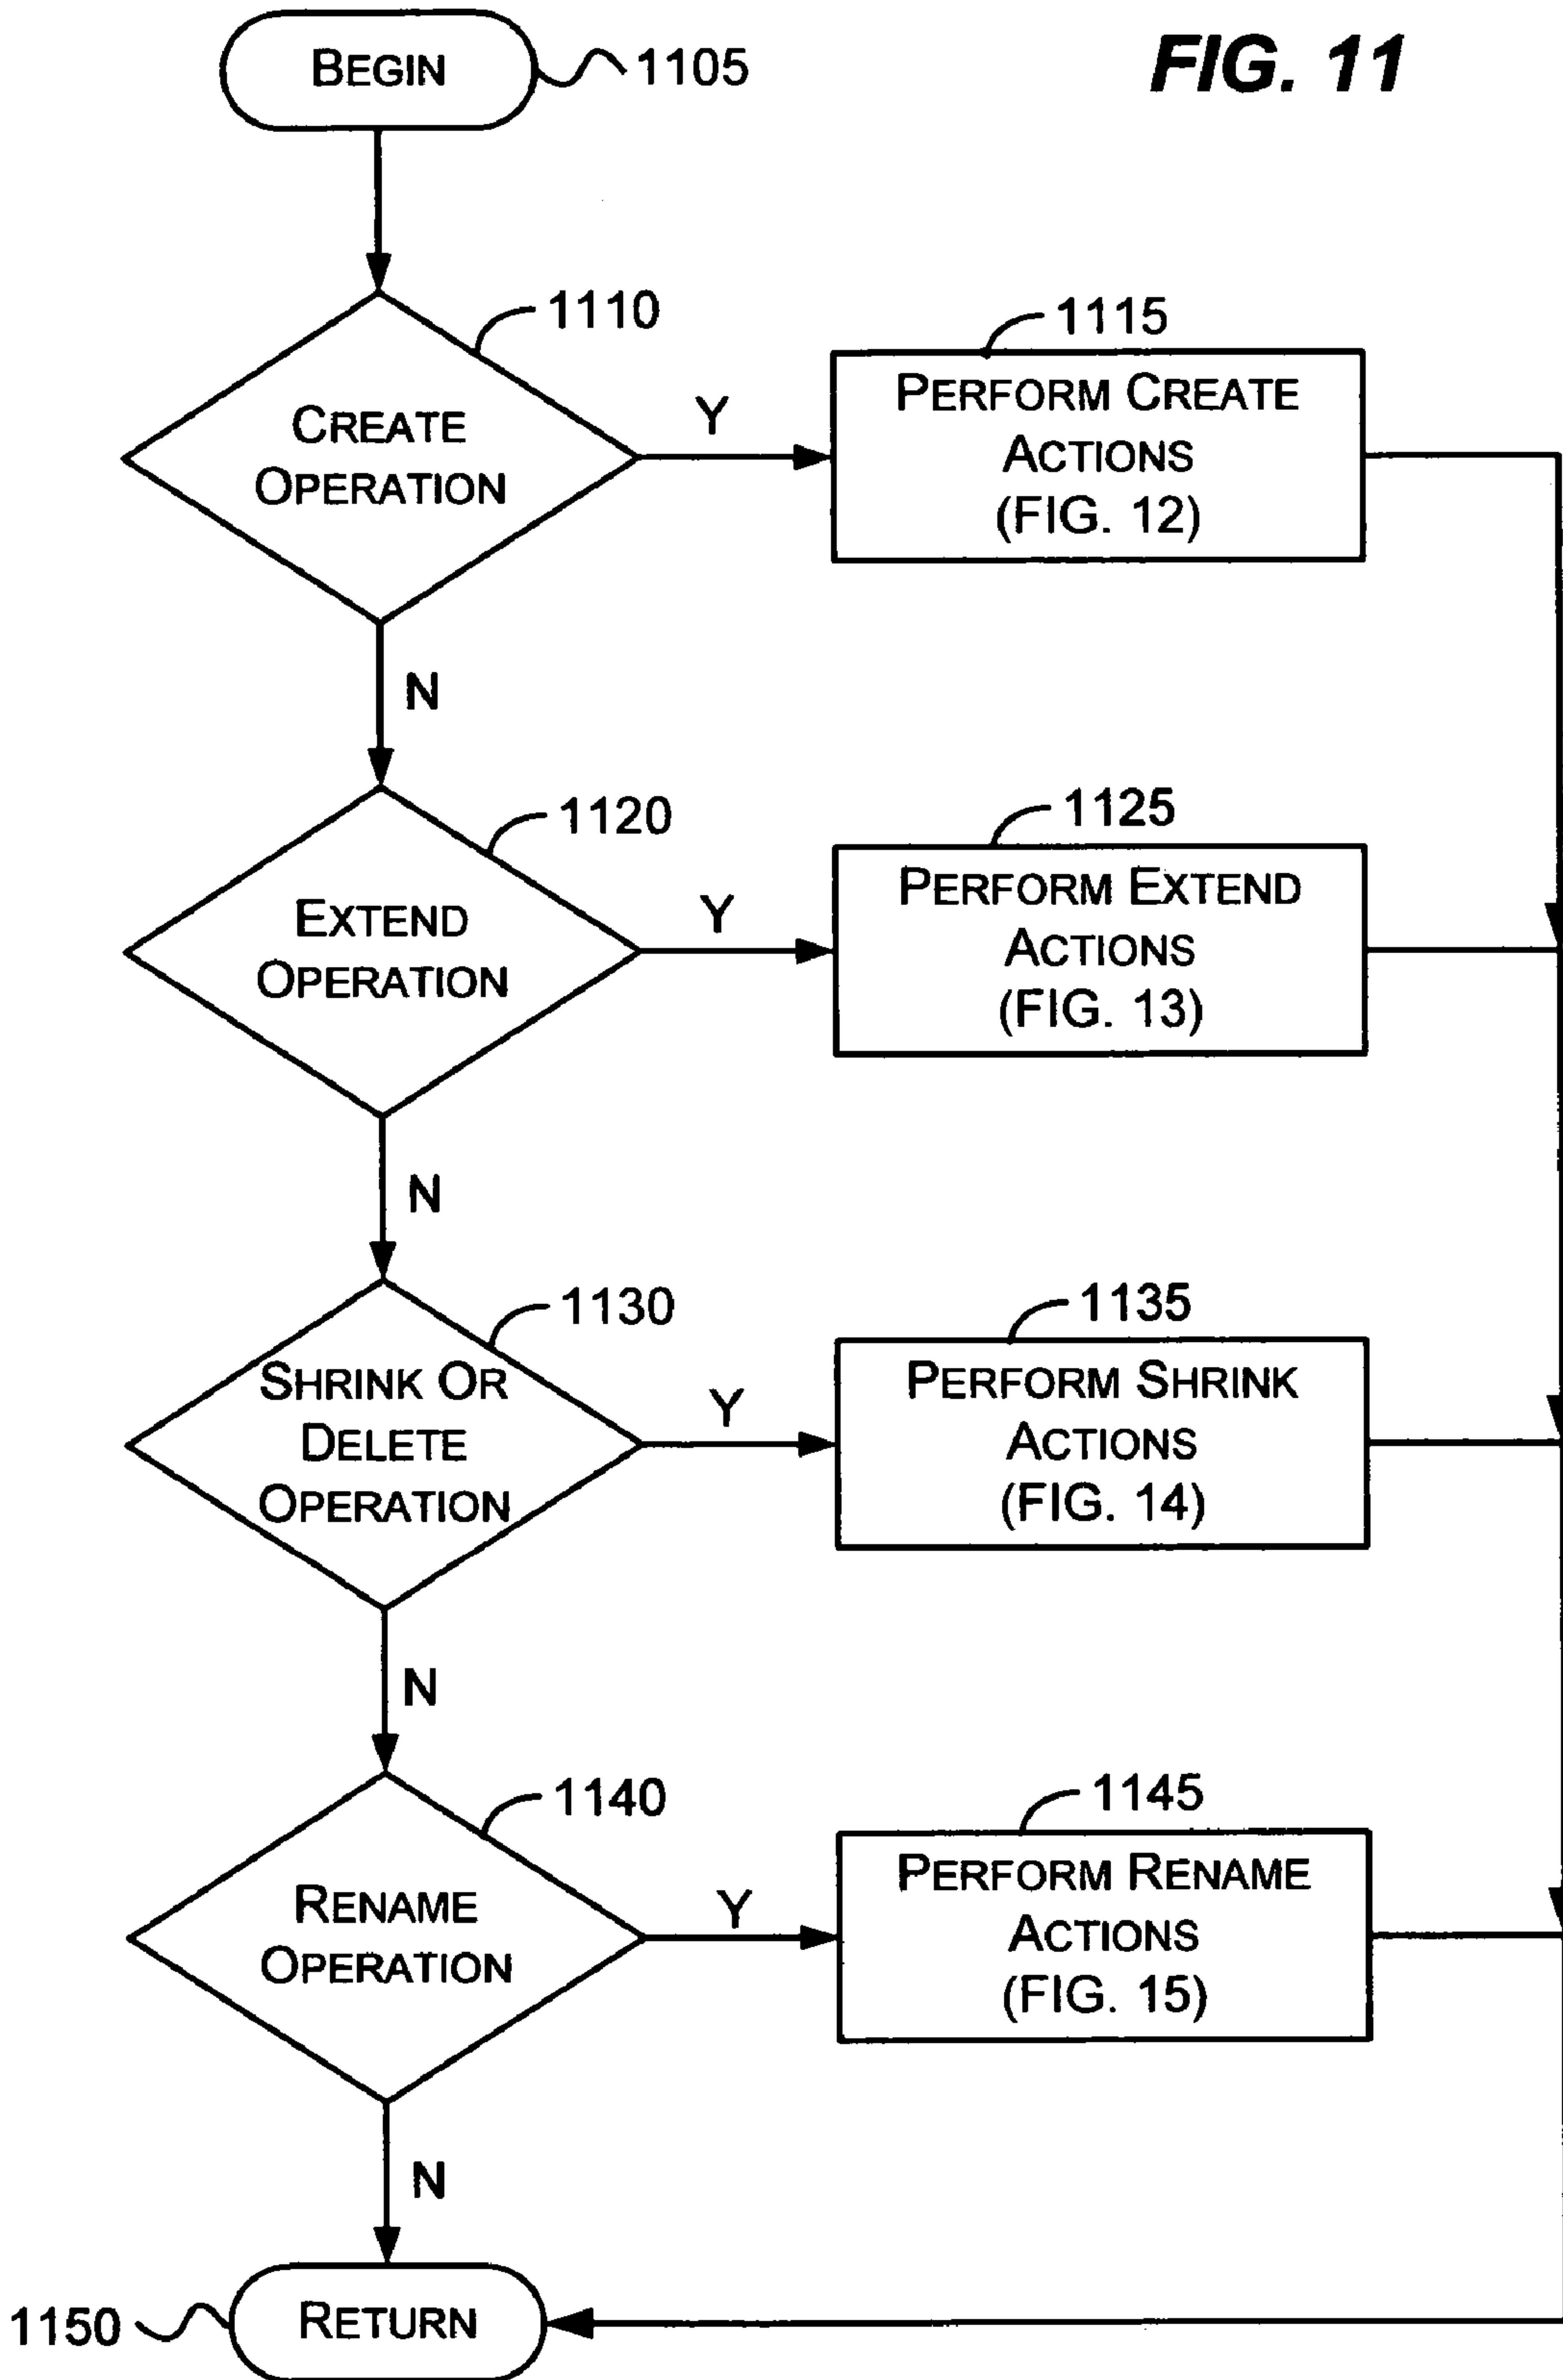 FIG. 11
BEGIN
1105
1110
CREATE
OPERATION
Y
1115
PERFORM CREATE
ACTIONS
(FIG. 12)
N
1120
EXTEND
OPERATION
Y
1125
PERFORM EXTEND
ACTIONS
(FIG. 13)
N
1130
SHRINK OR
DELETE
OPERATION
Y
1135
PERFORM SHRINK
ACTIONS
(FIG. 14)
N
1140
RENAME
OPERATION
Y
1145
PERFORM RENAME
ACTIONS
(FIG. 15)
N
1150
RETURN